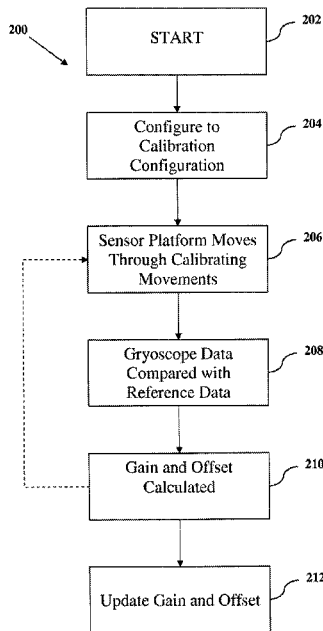 200
START
202
Configure to
Calibration
Configuration
204
Sensor Platform Moves
Through Calibrating
Movements
206
Gryoscope Data
Compared with
Reference Data
208
Gain and Offset
Calculated
210
Update Gain and Offset
212